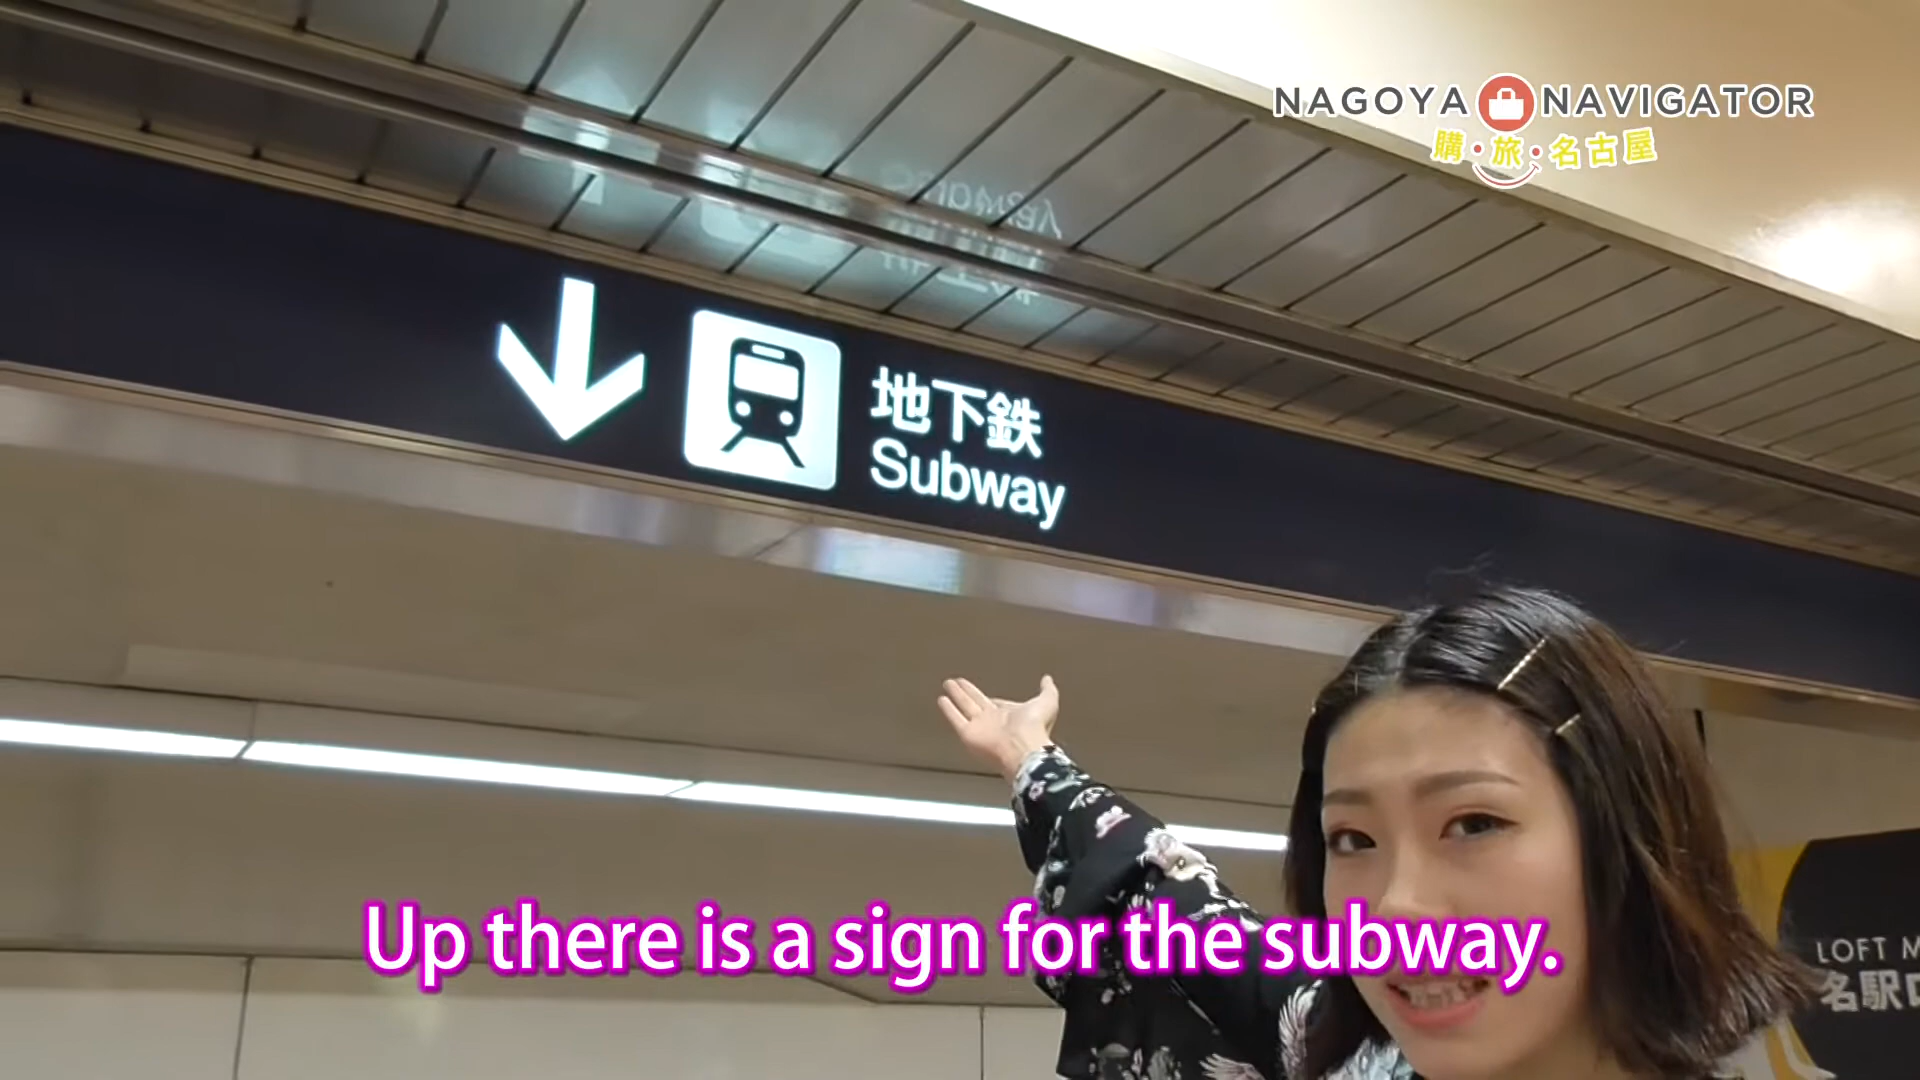 NAGOYA NAVIGATOR
購・旅・名古屋
地下鉄
Subway
Up there is a sign for the subway.
LOFT
名駅